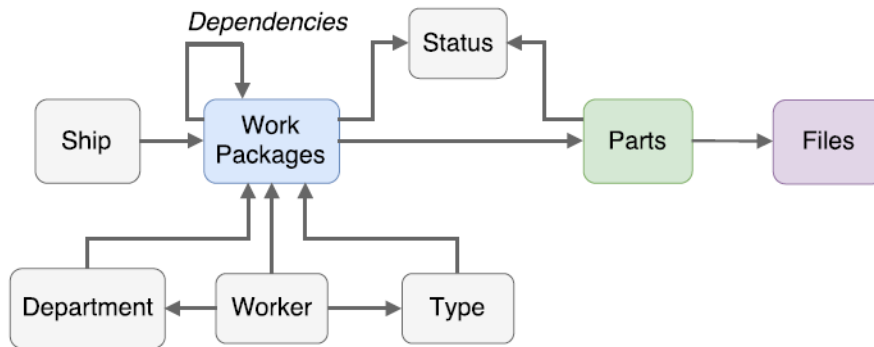 Dependencies
Status
Ship
Work
Packages
Parts
Files
Department
Worker
Type